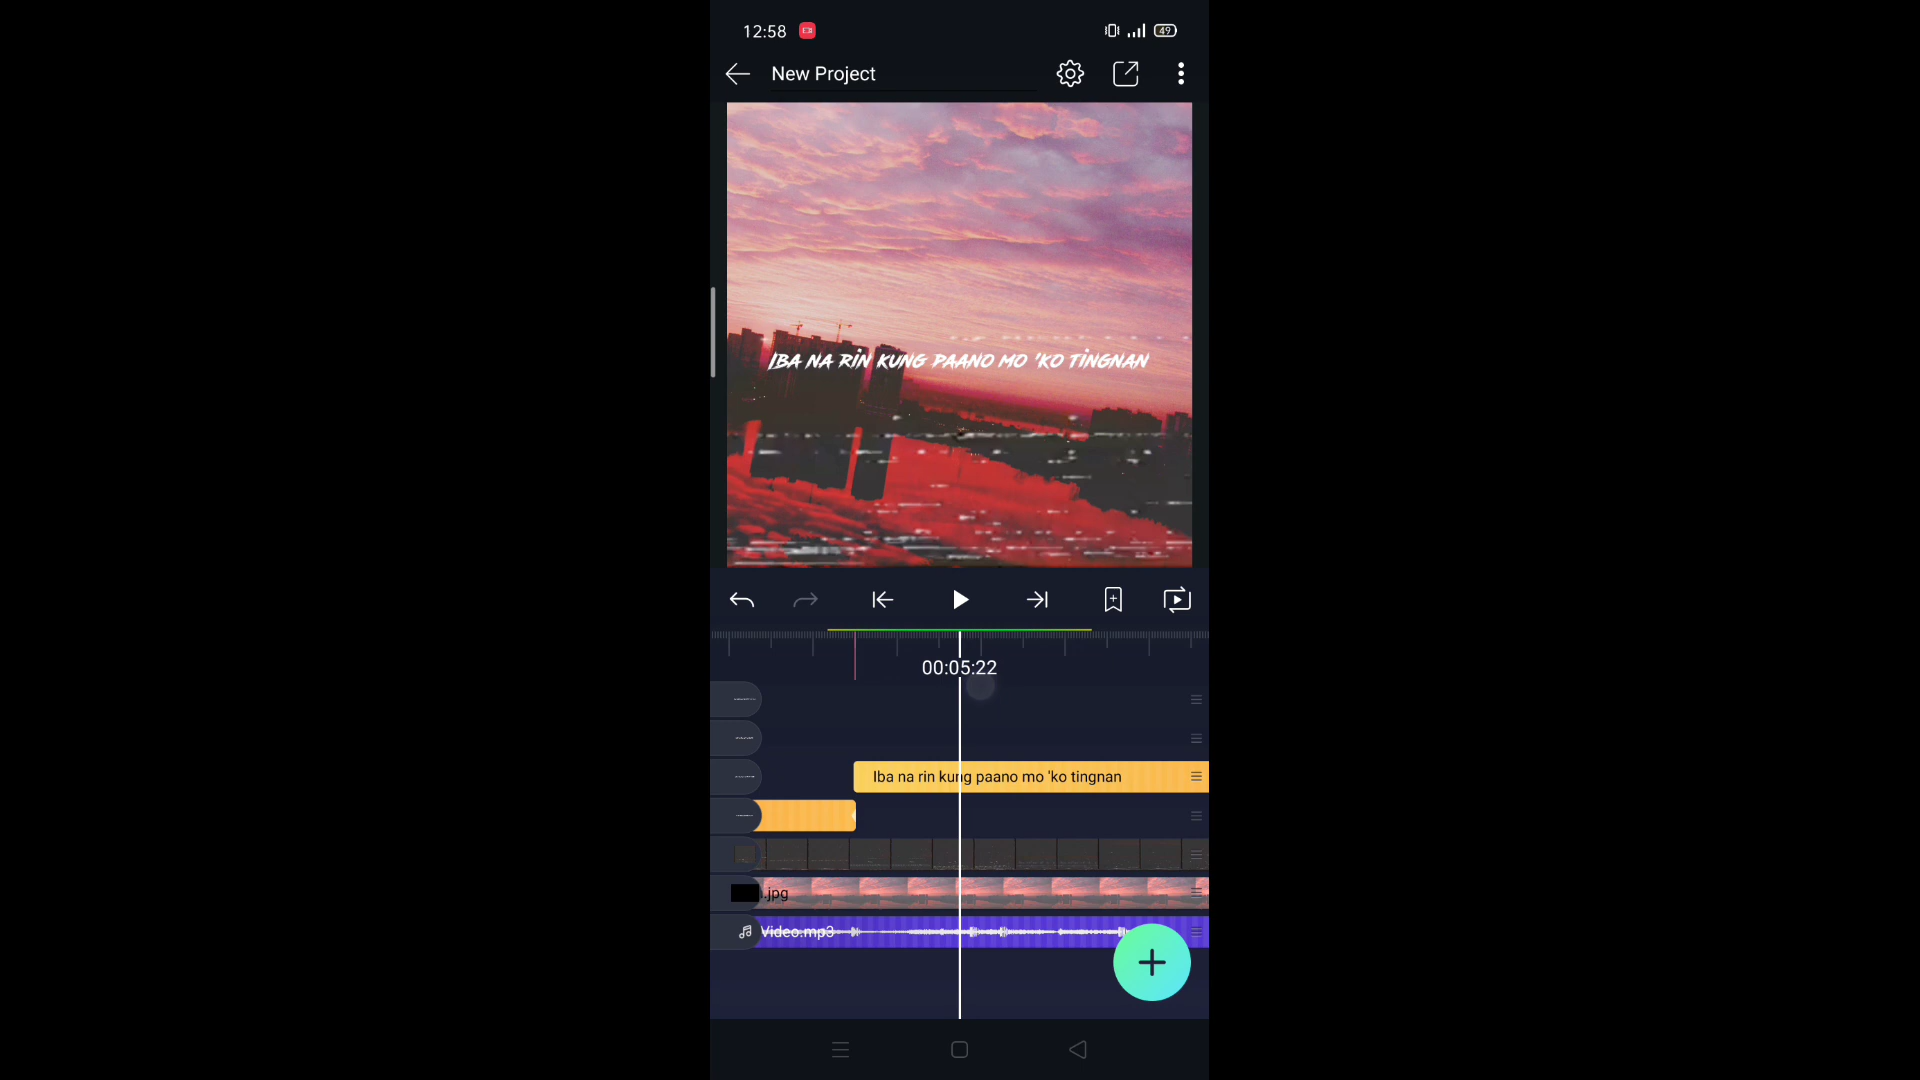 12:58
49
New Project
IBA NA RIN KUNG PAANO MO 'KO TINGNAN
00:05:22
Iba na rin kung paano mo 'ko tingnan
.jpg
Video.mp3